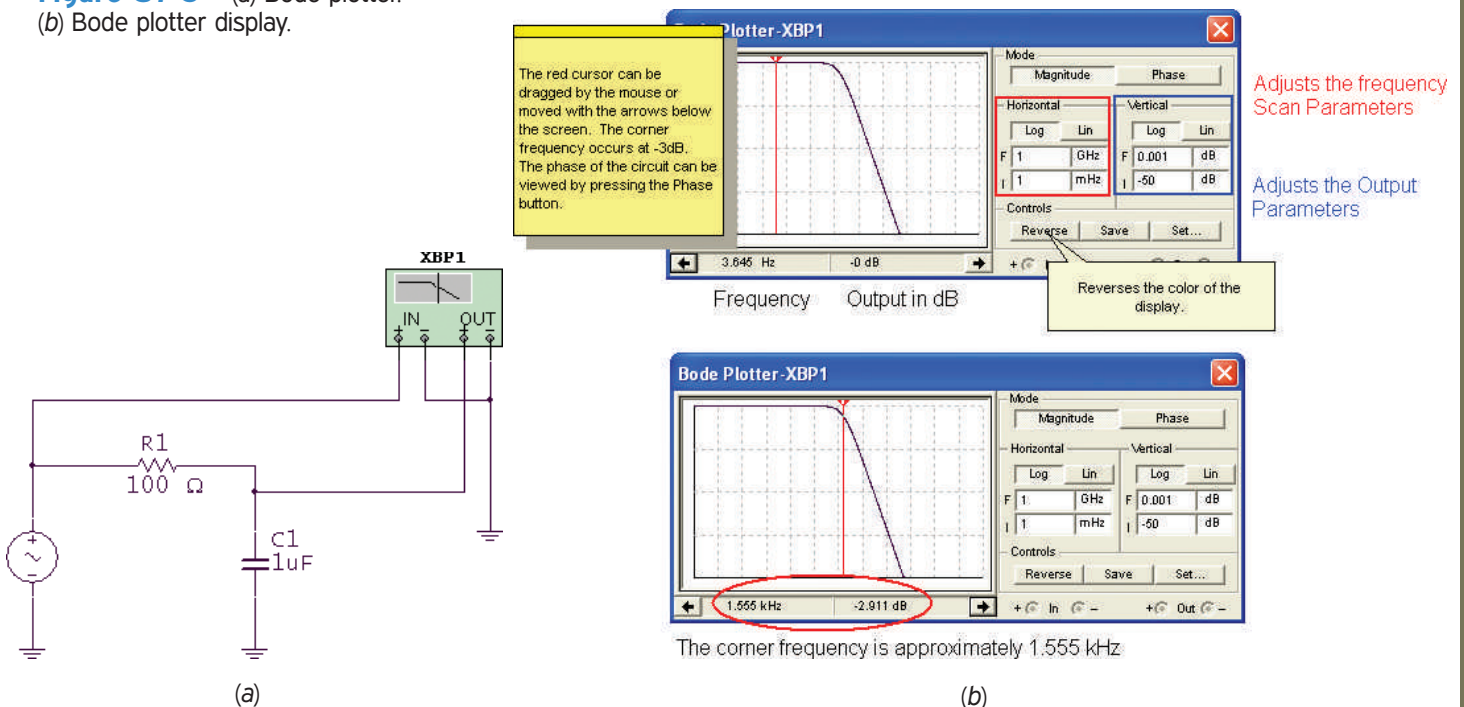 (b) Bode plotter display.
Bode Plotter-XBP1
The red cursor can be
dragged by the mouse or
moved with the arrows below
the screen. The corner
frequency occurs at -3dB.
The phase of the circuit can be
viewed by pressing the Phase
button.
Mode
Magnitude Phase
Horizontal Vertical
Log Lin Log Lin
F 1 GHz F 0.001 dB
I 1 mHz I -50 dB
Controls
Reverse Save Set...
3.645 Hz -0 dB
+
Adjusts the frequency
Scan Parameters
Adjusts the Output
Parameters
Reverses the color of the
display.
Frequency Output in dB
XBP1
IN OUT
+ - + -
R1
100 Ω
C1
1uF
+
-
(a)
Bode Plotter-XBP1
Mode
Magnitude Phase
Horizontal Vertical
Log Lin Log Lin
F 1 GHz F 0.001 dB
I 1 mHz I -50 dB
Controls
Reverse Save Set...
1.555 kHz -2.911 dB
+ In - + Out -
The corner frequency is approximately 1.555 kHz
(b)